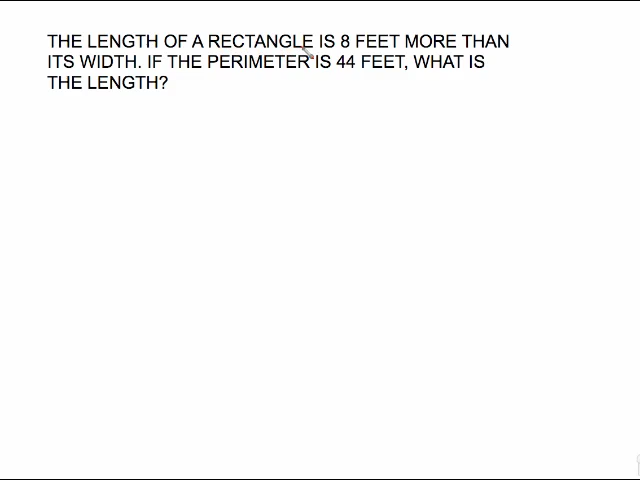 THE LENGTH OF A RECTANGLE IS 8 FEET MORE THAN
ITS WIDTH. IF THE PERIMETER IS 44 FEET, WHAT IS
THE LENGTH?